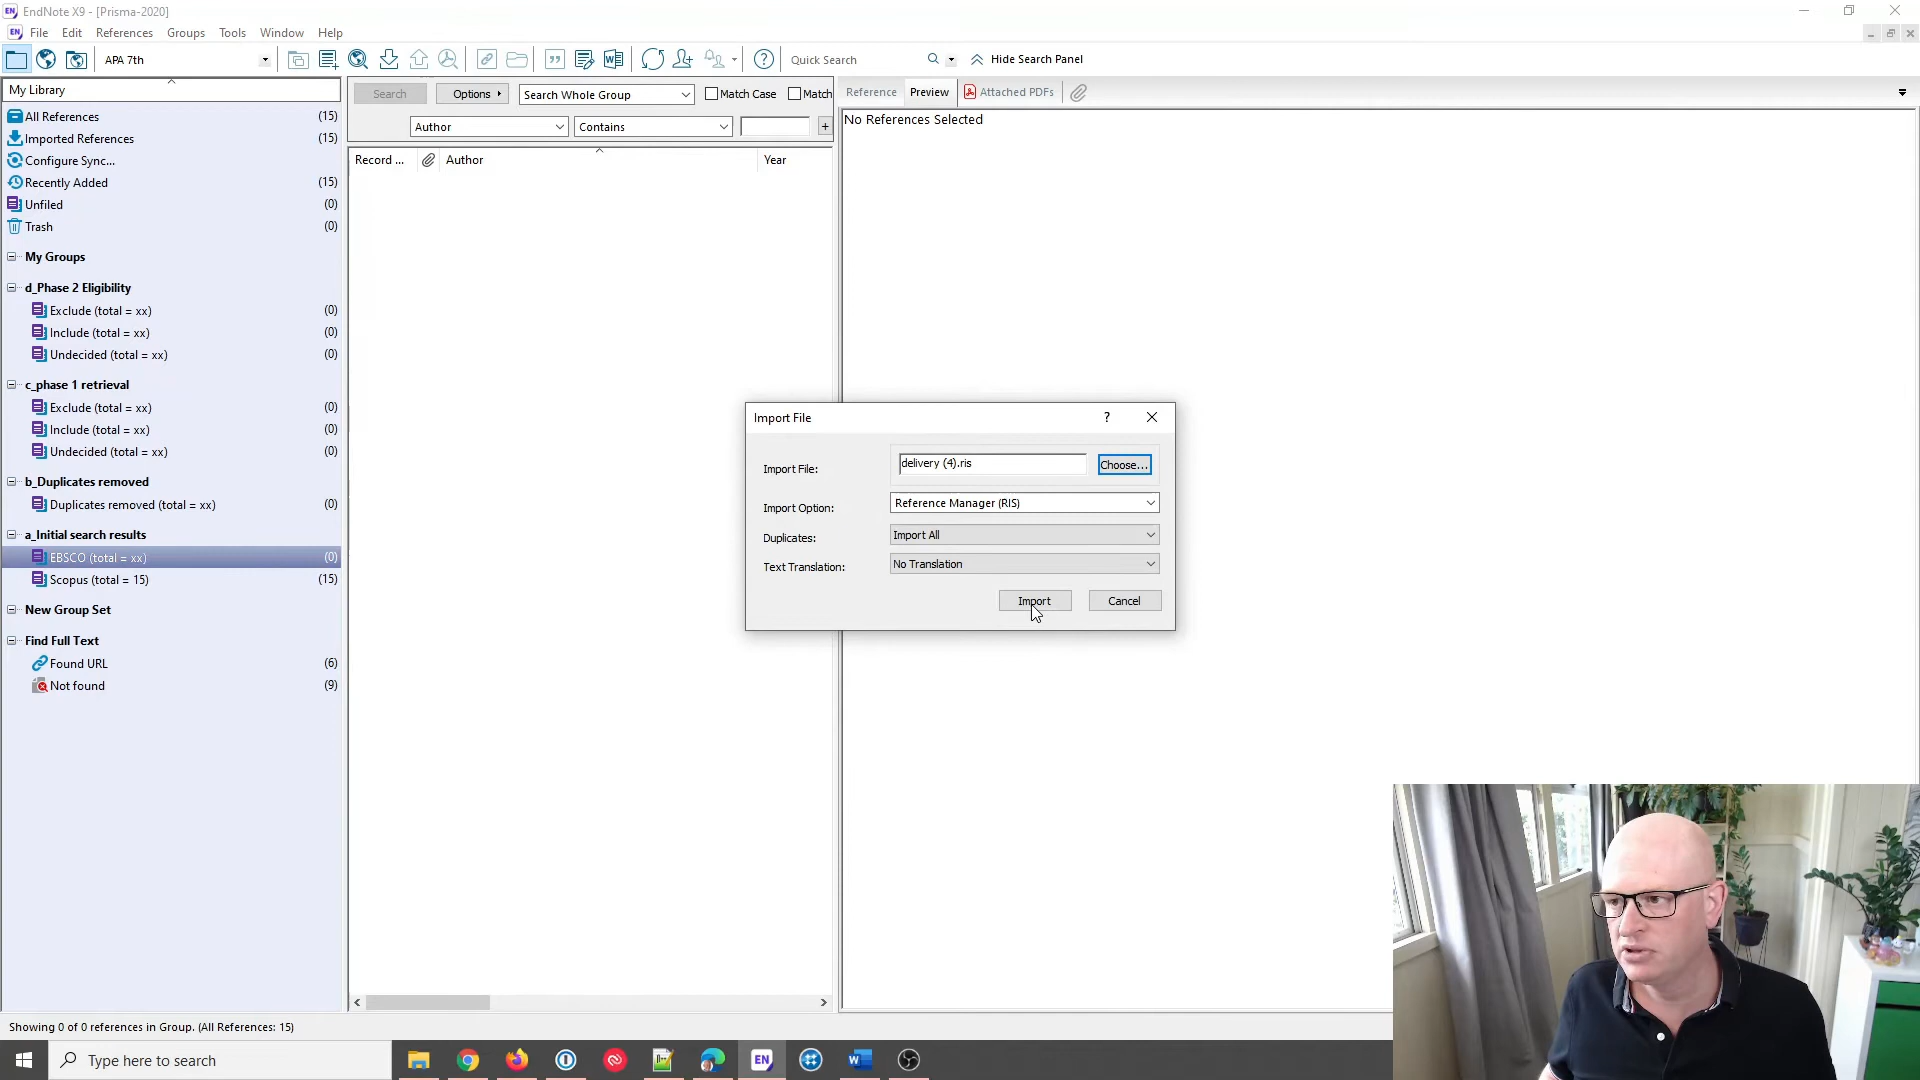 EndNote X9 - [Prisma-2020]
File Edit References Groups Tools Window Help
APA 7th
Quick Search
Hide Search Panel
My Library
All References (15)
Imported References (15)
Configure Sync...
Recently Added (15)
Unfiled (0)
Trash (0)
My Groups
d_Phase 2 Eligibility
Exclude (total = xx) (0)
Include (total = xx) (0)
Undecided (total = xx) (0)
c_phase 1 retrieval
Exclude (total = xx) (0)
Include (total = xx) (0)
Undecided (total = xx) (0)
b_Duplicates removed
Duplicates removed (total = xx) (0)
a_Initial search results
EBSCO (total = xx) (0)
Scopus (total = 15) (15)
New Group Set
Find Full Text
Found URL (6)
Not found (9)
Search Options Search Whole Group Match Case Match
Author Contains +
Record ... Author Year
Reference Preview Attached PDFs
No References Selected
Import File ?
Import File: delivery (4).ris Choose...
Import Option: Reference Manager (RIS)
Duplicates: Import All
Text Translation: No Translation
Import Cancel
Showing 0 of 0 references in Group. (All References: 15)
Type here to search
EN